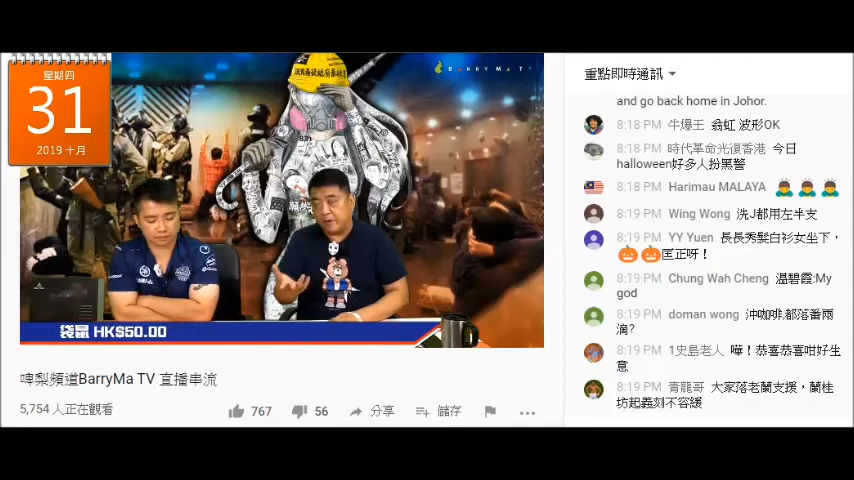 星期四
31
2019 十月
BARRY MA TV
袋鼠 HK$50.00
啤梨頻道BarryMa TV 直播串流
5,754 人正在觀看
767
56
分享
儲存
重點即時通訊
and go back home in Johor.
8:18 PM 牛爆王 翁虹 波形OK
8:18 PM 時代革命光復香港 今日
halloween好多人扮黑警
8:18 PM Harimau MALAYA 🙇🙇🙇
8:19 PM Wing Wong 洗J都用左半支
8:19 PM YY Yuen 長長秀髮白衫女坐下，
🎃🎃匡正呀！
8:19 PM Chung Wah Cheng 溫碧霞:My
god
8:19 PM doman wong 沖咖啡都落番兩
滴?
8:19 PM 1史島老人 嘩！恭喜恭喜咁好生
意
8:19 PM 青龍哥 大家落老蘭支援，蘭桂
坊起義刻不容緩